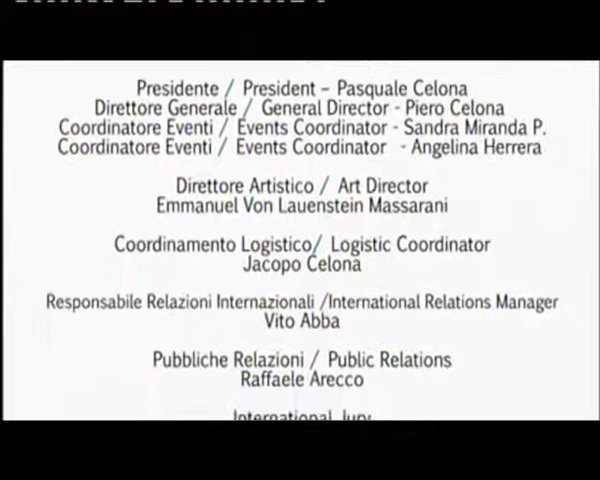 Presidente / President – Pasquale Celona
Direttore Generale / General Director - Piero Celona
Coordinatore Eventi / Events Coordinator - Sandra Miranda P.
Coordinatore Eventi / Events Coordinator - Angelina Herrera
Direttore Artistico / Art Director
Emmanuel Von Lauenstein Massarani
Coordinamento Logistico/ Logistic Coordinator
Jacopo Celona
Responsabile Relazioni Internazionali /International Relations Manager
Vito Abba
Pubbliche Relazioni / Public Relations
Raffaele Arecco
International Jury